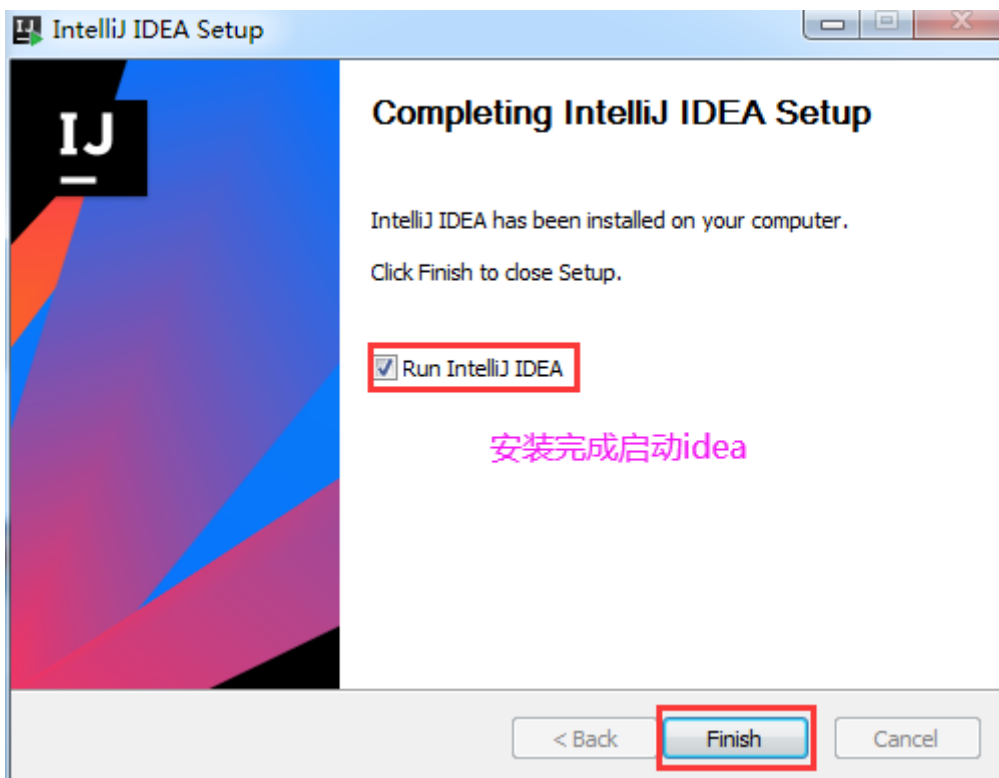 IntelliJ IDEA Setup
IJ
Completing IntelliJ IDEA Setup
IntelliJ IDEA has been installed on your computer.
Click Finish to close Setup.
Run IntelliJ IDEA
安装完成启动idea
< Back
Finish
Cancel